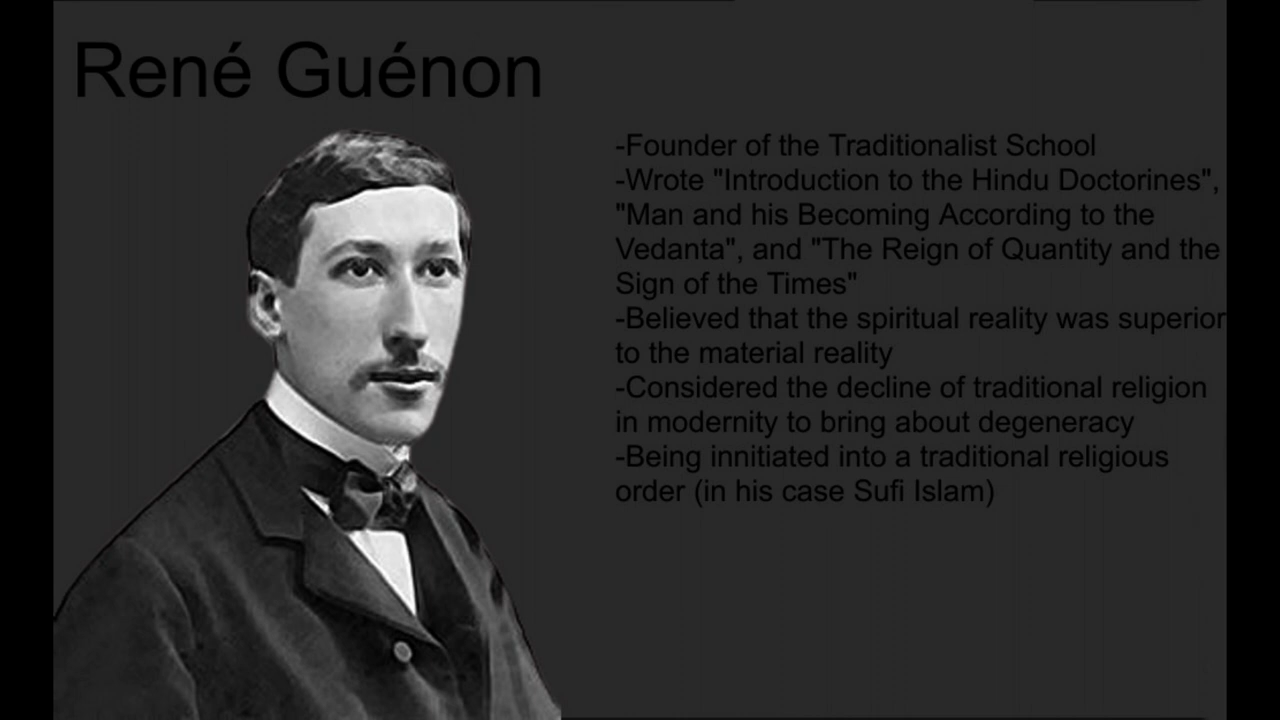 René Guénon
-Founder of the Traditionalist School
-Wrote "Introduction to the Hindu Doctorines",
"Man and his Becoming According to the
Vedanta", and "The Reign of Quantity and the
Sign of the Times"
-Believed that the spiritual reality was superior
to the material reality
-Considered the decline of traditional religion
in modernity to bring about degeneracy
-Being innitiated into a traditional religious
order (in his case Sufi Islam)